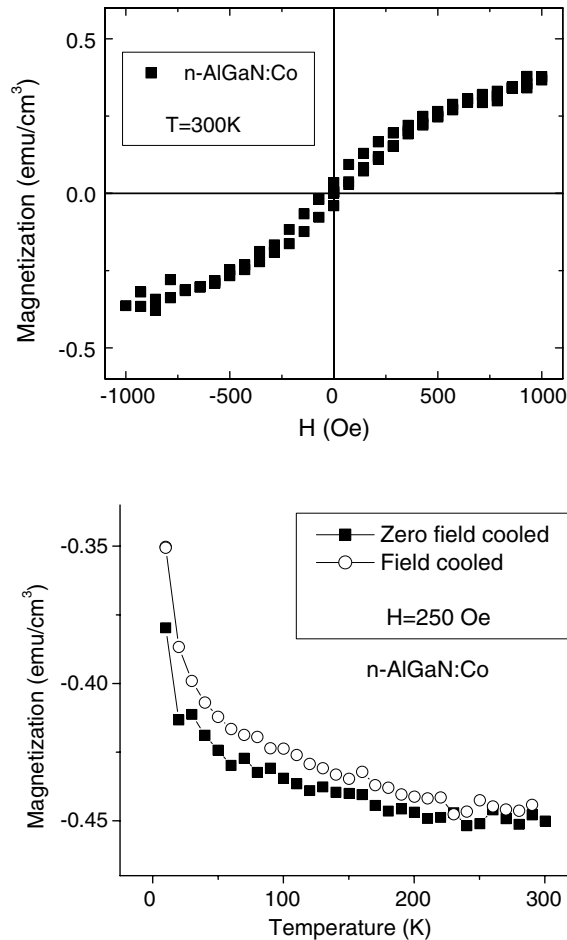 0.5
n-AlGaN:Co
T=300K
0.0
-0.5
Magnetization (emu/cm³)
-1000 -500 0 500 1000
H (Oe)
-0.35
-0.40
-0.45
Magnetization (emu/cm³)
Zero field cooled
Field cooled
H=250 Oe
n-AlGaN:Co
0 100 200 300
Temperature (K)